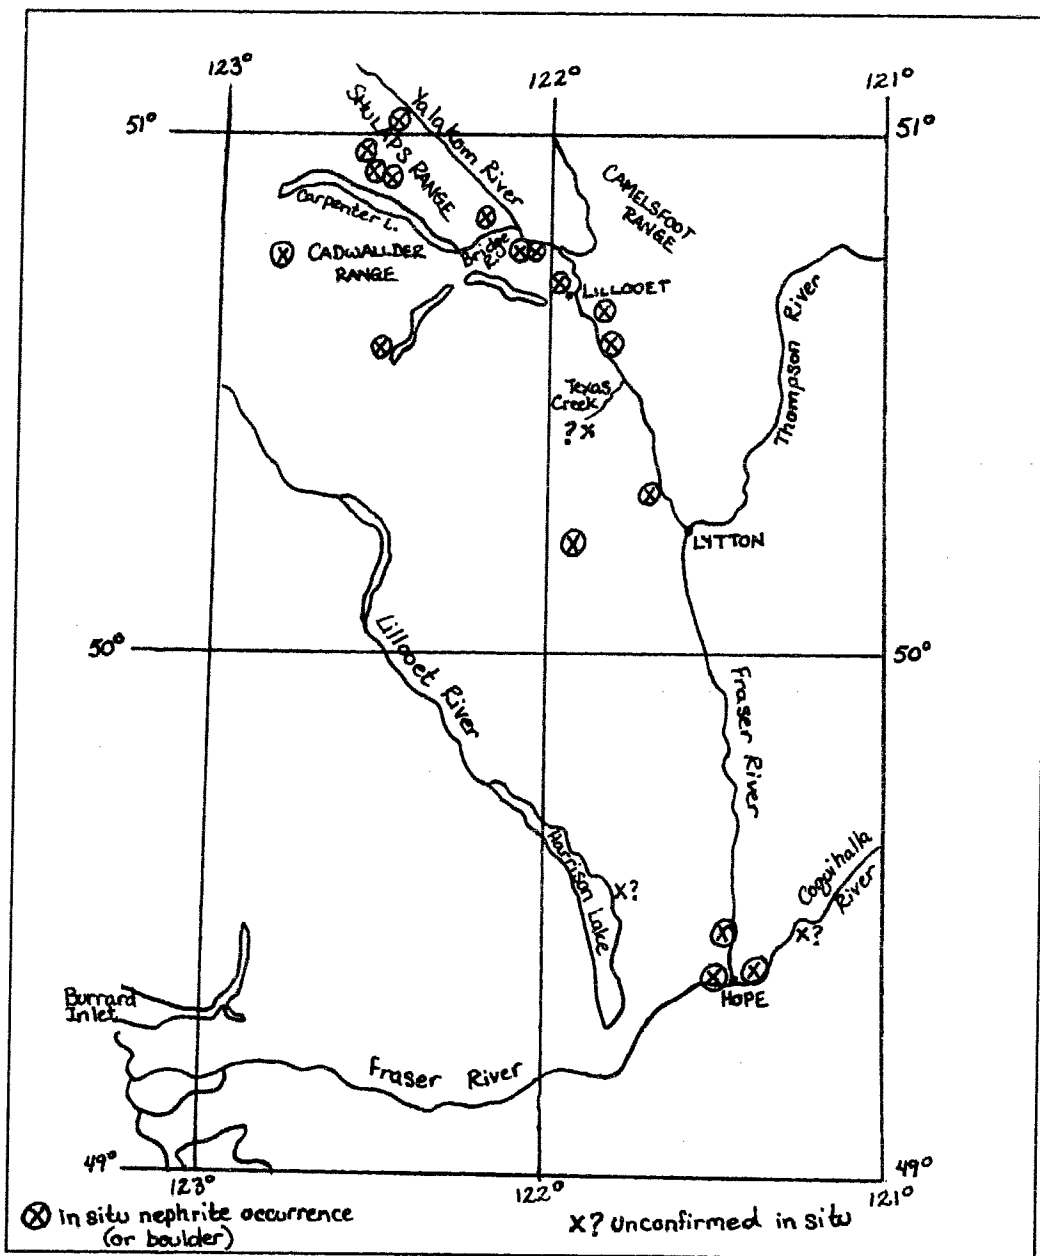 123°
122°
121°
51°
51°
Yalakom River
SHULAPS RANGE
CAMELSFOOT
RANGE
Carpenter L.
Bridge
R.
CADWALLDER
RANGE
LILLOOET
Thompson River
Texas
Creek
? x
LYTTON
50°
50°
Lillooet River
Fraser River
Harrison Lake
x?
Coquihalla
River
x?
HOPE
Burrard
Inlet
Fraser River
49°
49°
123°
122°
121°
ⓧ in situ nephrite occurrence
(or boulder)
x? Unconfirmed in situ